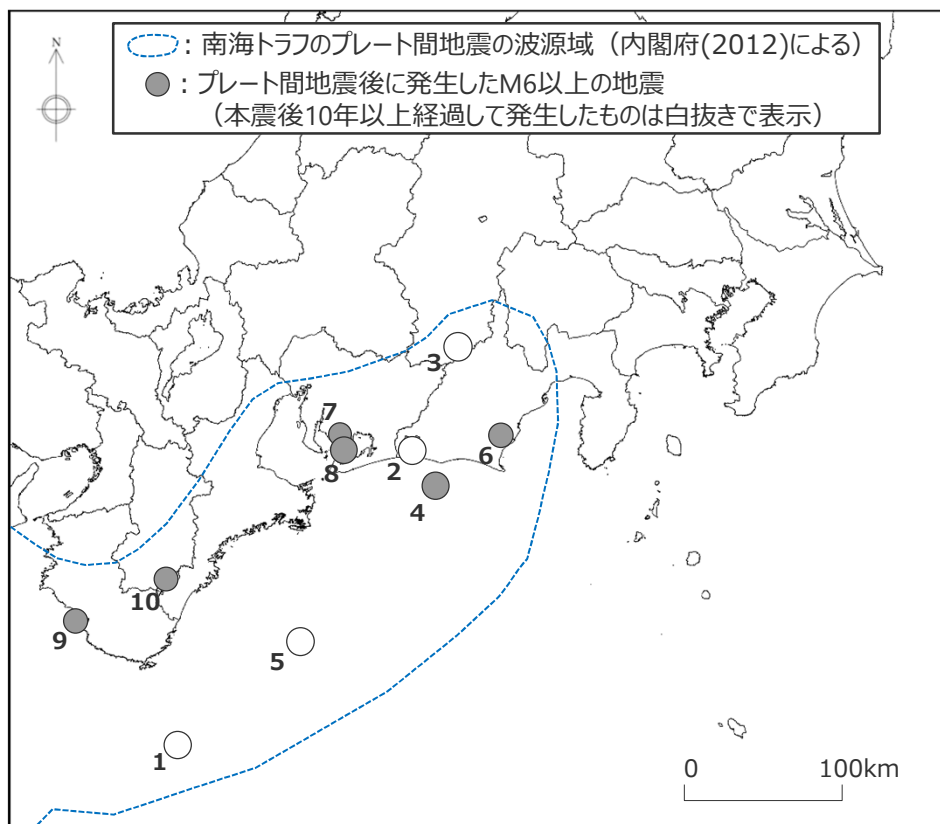 ：南海トラフのプレート間地震の波源域（内閣府(2012)による）
：プレート間地震後に発生したM6以上の地震
（本震後10年以上経過して発生したものは白抜きで表示）
N
3
7
8
2
6
4
10
9
5
1
0 100km